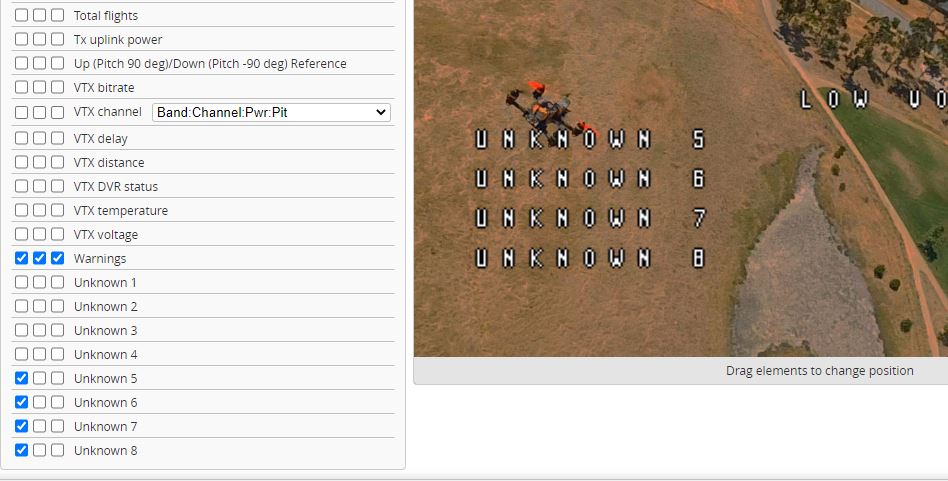 Total flights
Tx uplink power
Up (Pitch 90 deg)/Down (Pitch -90 deg) Reference
VTX bitrate
VTX channel Band:Channel:Pwr:Pit
VTX delay
VTX distance
VTX DVR status
VTX temperature
VTX voltage
Warnings
Unknown 1
Unknown 2
Unknown 3
Unknown 4
Unknown 5
Unknown 6
Unknown 7
Unknown 8
LOW VO
UNKNOWN 5
UNKNOWN 6
UNKNOWN 7
UNKNOWN 8
Drag elements to change position